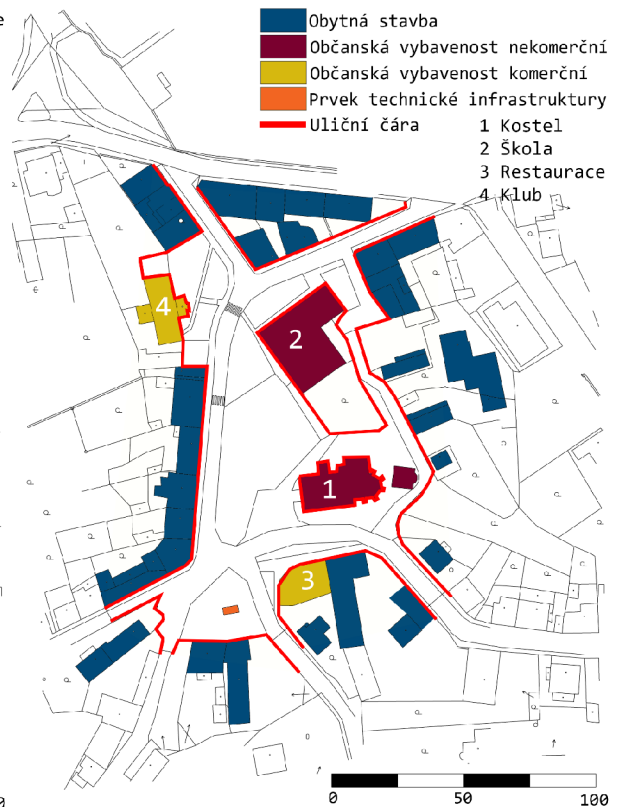 Obytná stavba
Občanská vybavenost nekomerční
Občanská vybavenost komerční
Prvek technické infrastruktury
Uliční čára
1 Kostel
2 Škola
3 Restaurace
4 Klub
4
2
1
3
0 50 100